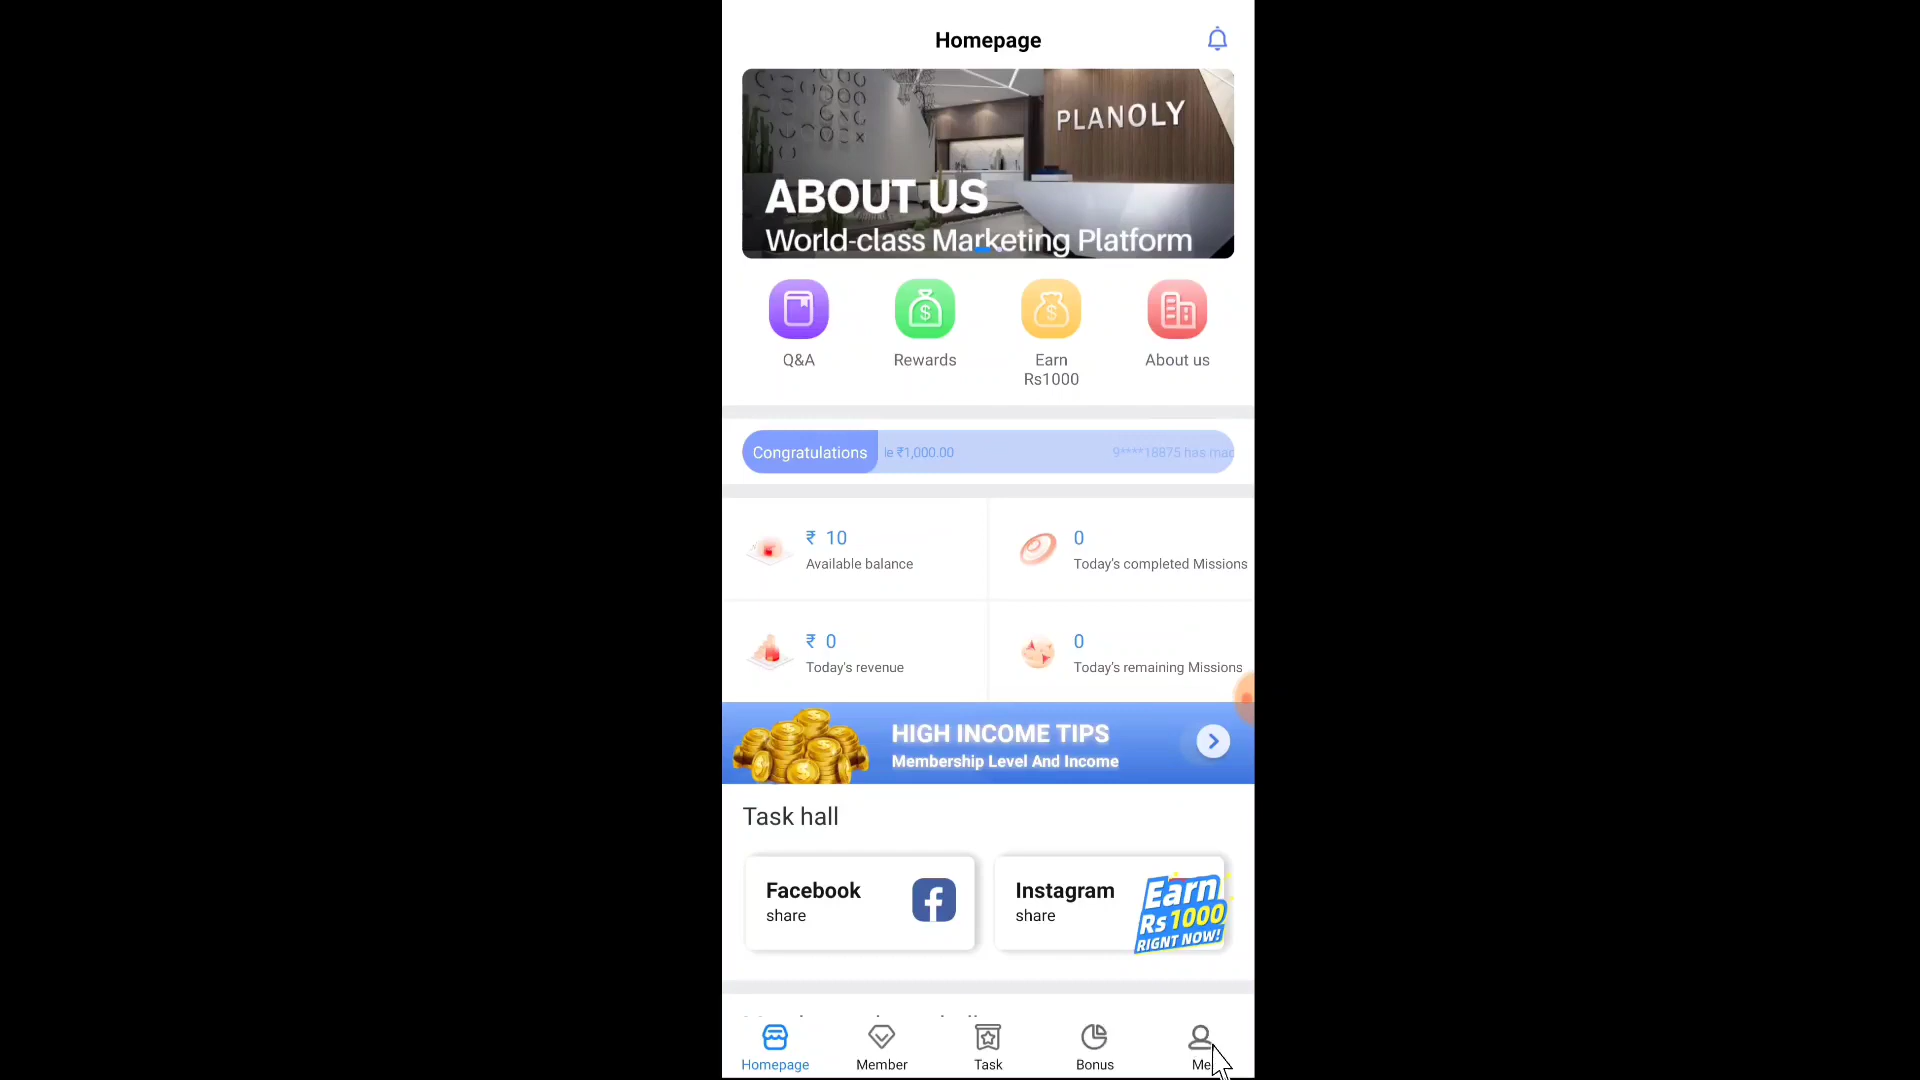 Homepage
PLANOLY
ABOUT US
World-class Marketing Platform
Q&A
Rewards
Earn
Rs1000
About us
Congratulations
le ₹1,000.00
9****18875 has
₹ 10
Available balance
0
Today's completed Missions
₹ 0
Today's revenue
0
Today's remaining Missions
HIGH INCOME TIPS
Membership Level And Income
Task hall
Facebook
share
Instagram
share
Earn
Rs 1000
RIGNT NOW!
Homepage
Member
Task
Bonus
Me